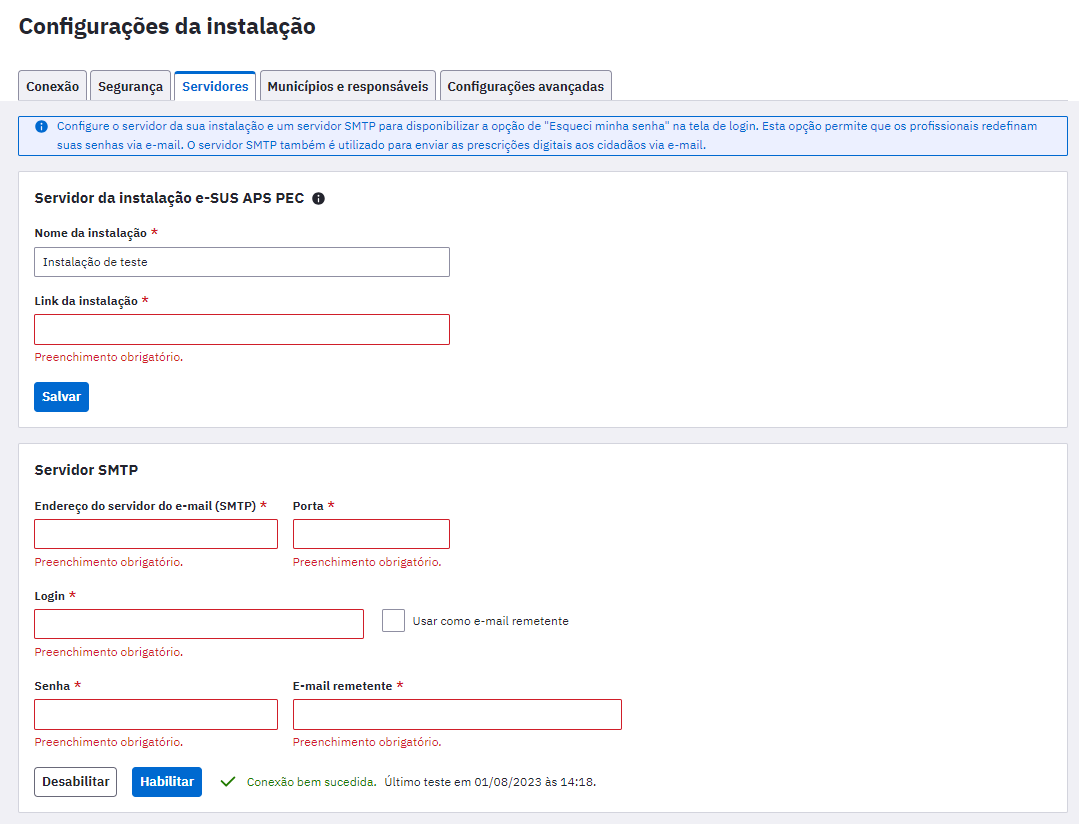 Configurações da instalação
Conexão Segurança Servidores Municípios e responsáveis Configurações avançadas
Configure o servidor da sua instalação e um servidor SMTP para disponibilizar a opção de "Esqueci minha senha" na tela de login. Esta opção permite que os profissionais redefinam
suas senhas via e-mail. O servidor SMTP também é utilizado para enviar as prescrições digitais aos cidadãos via e-mail.
Servidor da instalação e-SUS APS PEC
Nome da instalação *
Instalação de teste
Link da instalação *
Preenchimento obrigatório.
Salvar
Servidor SMTP
Endereço do servidor do e-mail (SMTP) * Porta *
Preenchimento obrigatório. Preenchimento obrigatório.
Login *
Usar como e-mail remetente
Preenchimento obrigatório.
Senha * E-mail remetente *
Preenchimento obrigatório. Preenchimento obrigatório.
Desabilitar Habilitar Conexão bem sucedida. Último teste em 01/08/2023 às 14:18.